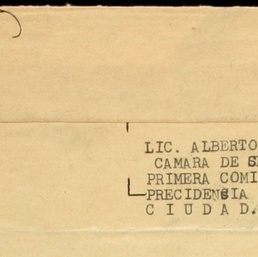 LIC. ALBERTO
CAMARA DE
PRIMERA COMI
PRECIDENCIA
C I U D A D.